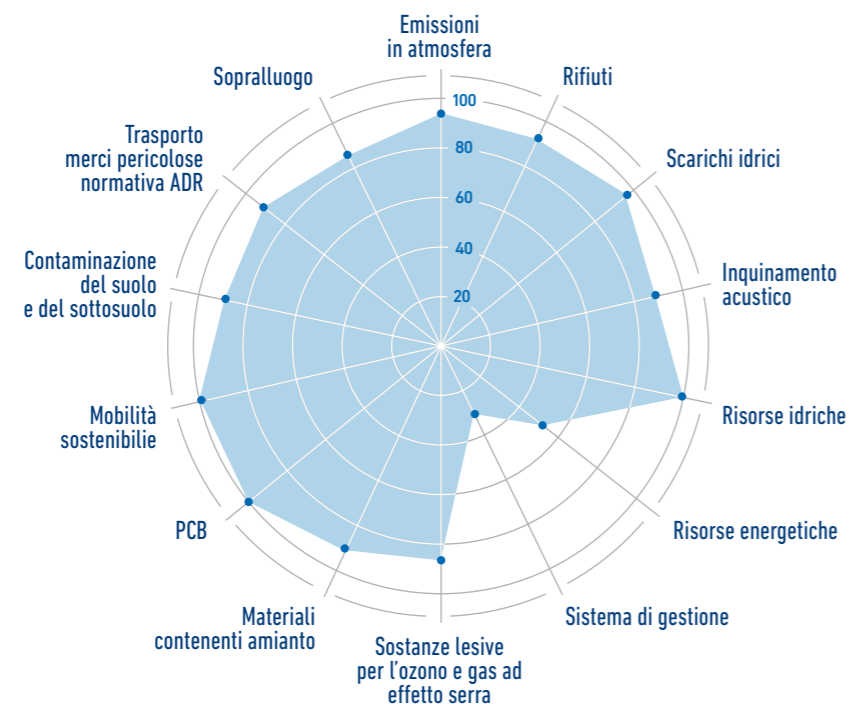 Emissioni
in atmosfera
Rifiuti
Scarichi idrici
Inquinamento
acustico
Risorse idriche
Risorse energetiche
Sistema di gestione
Sostanze lesive
per l'ozono e gas ad
effetto serra
Materiali
contenenti amianto
PCB
Mobilità
sostenibilie
Contaminazione
del suolo
e del sottosuolo
Trasporto
merci pericolose
normativa ADR
Sopralluogo
100
80
60
40
20